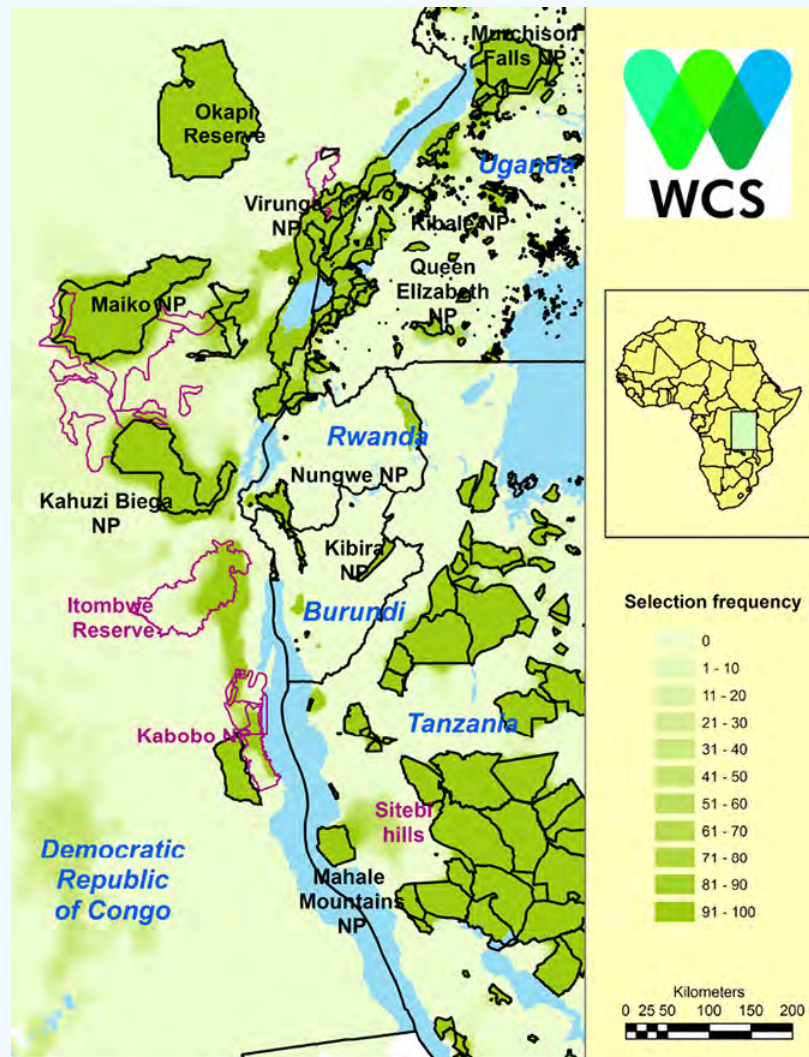 Murchison
Falls NP
Okapi
Reserve
Uganda
Virunga
NP
Kibale NP
Queen
Elizabeth
NP
Maiko NP
Rwanda
Nungwe NP
Kahuzi Biega
NP
Kibira
NP
Itombwe
Reserve
Burundi
Tanzania
Kabobo NP
Sitebi
hills
Democratic
Republic
of Congo
Mahale
Mountains
NP
WCS
Selection frequency
0
1 - 10
11 - 20
21 - 30
31 - 40
41 - 50
51 - 60
61 - 70
71 - 80
81 - 90
91 - 100
Kilometers
0 25 50 100 150 200